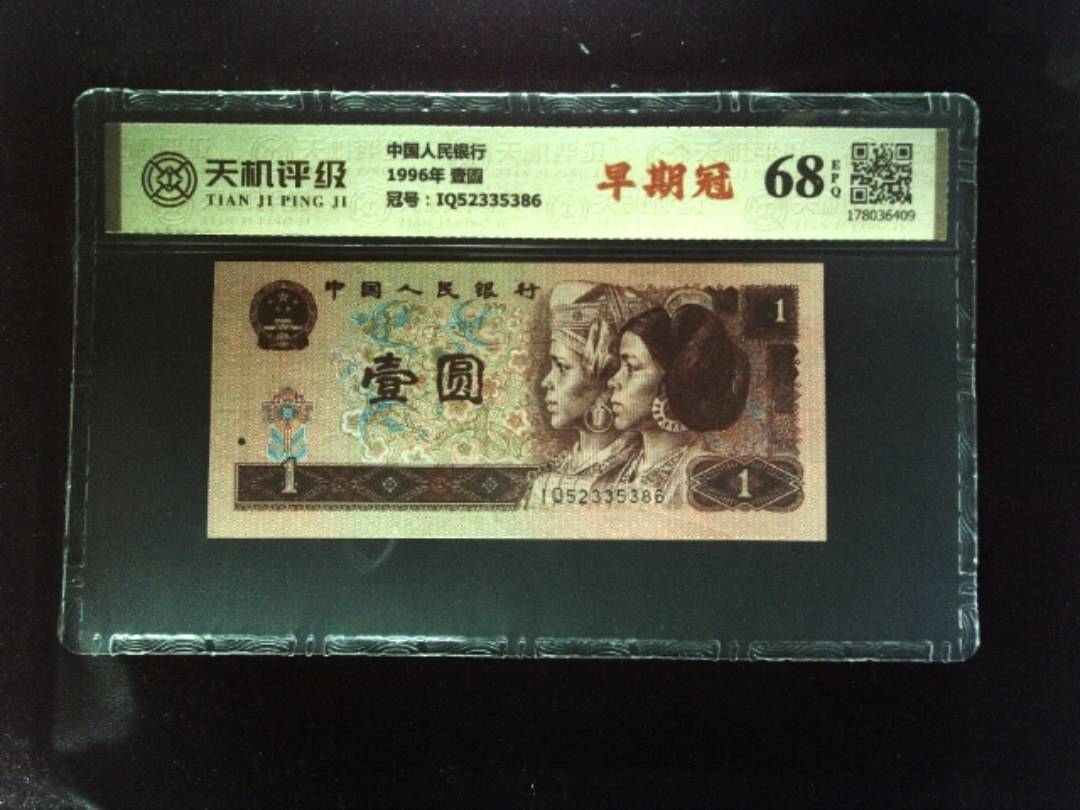 天机评级
TIAN JI PING JI
中国人民银行
1996年 壹圆
冠号：IQ52335386
早期冠
68
EPQ
178036409
中国人民银行
1
壹圆
1
IQ52335386
1